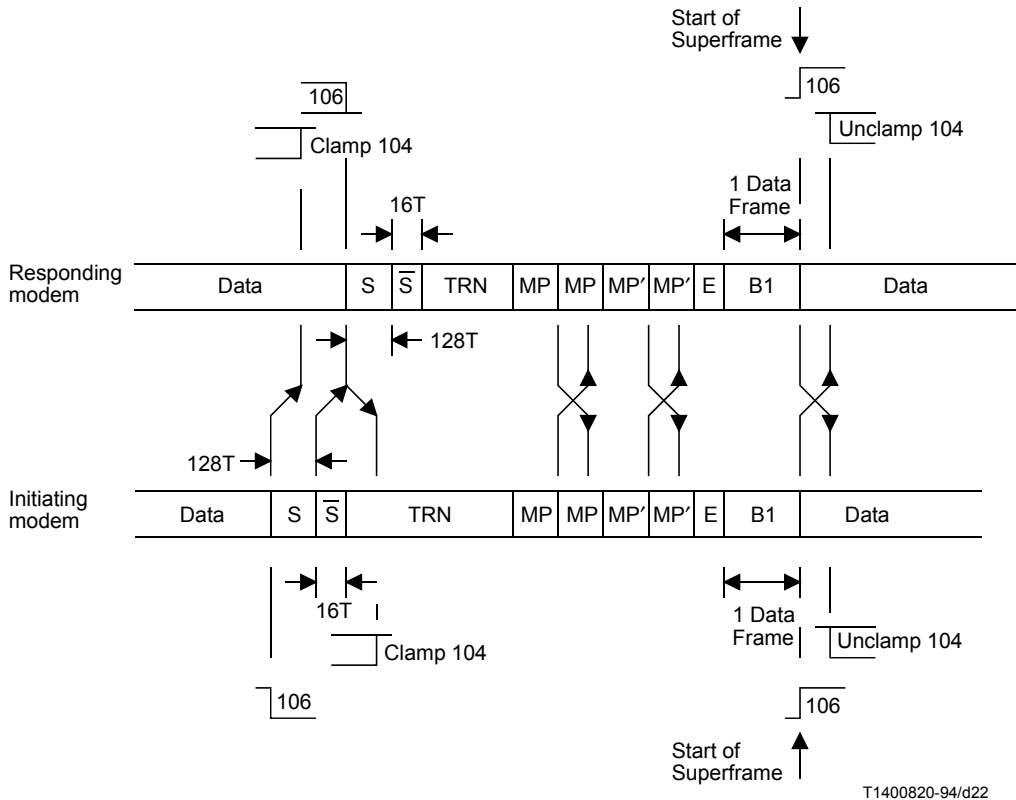 Start of
Superframe
106
106
Clamp 104
Unclamp 104
1 Data
Frame
16T
Responding
modem
Data S S̅ TRN MP MP MP′ MP′ E B1 Data
128T
128T
Initiating
modem
Data S S̅ TRN MP MP MP′ MP′ E B1 Data
16T
1 Data
Frame
Clamp 104
Unclamp 104
106
106
Start of
Superframe
T1400820-94/d22